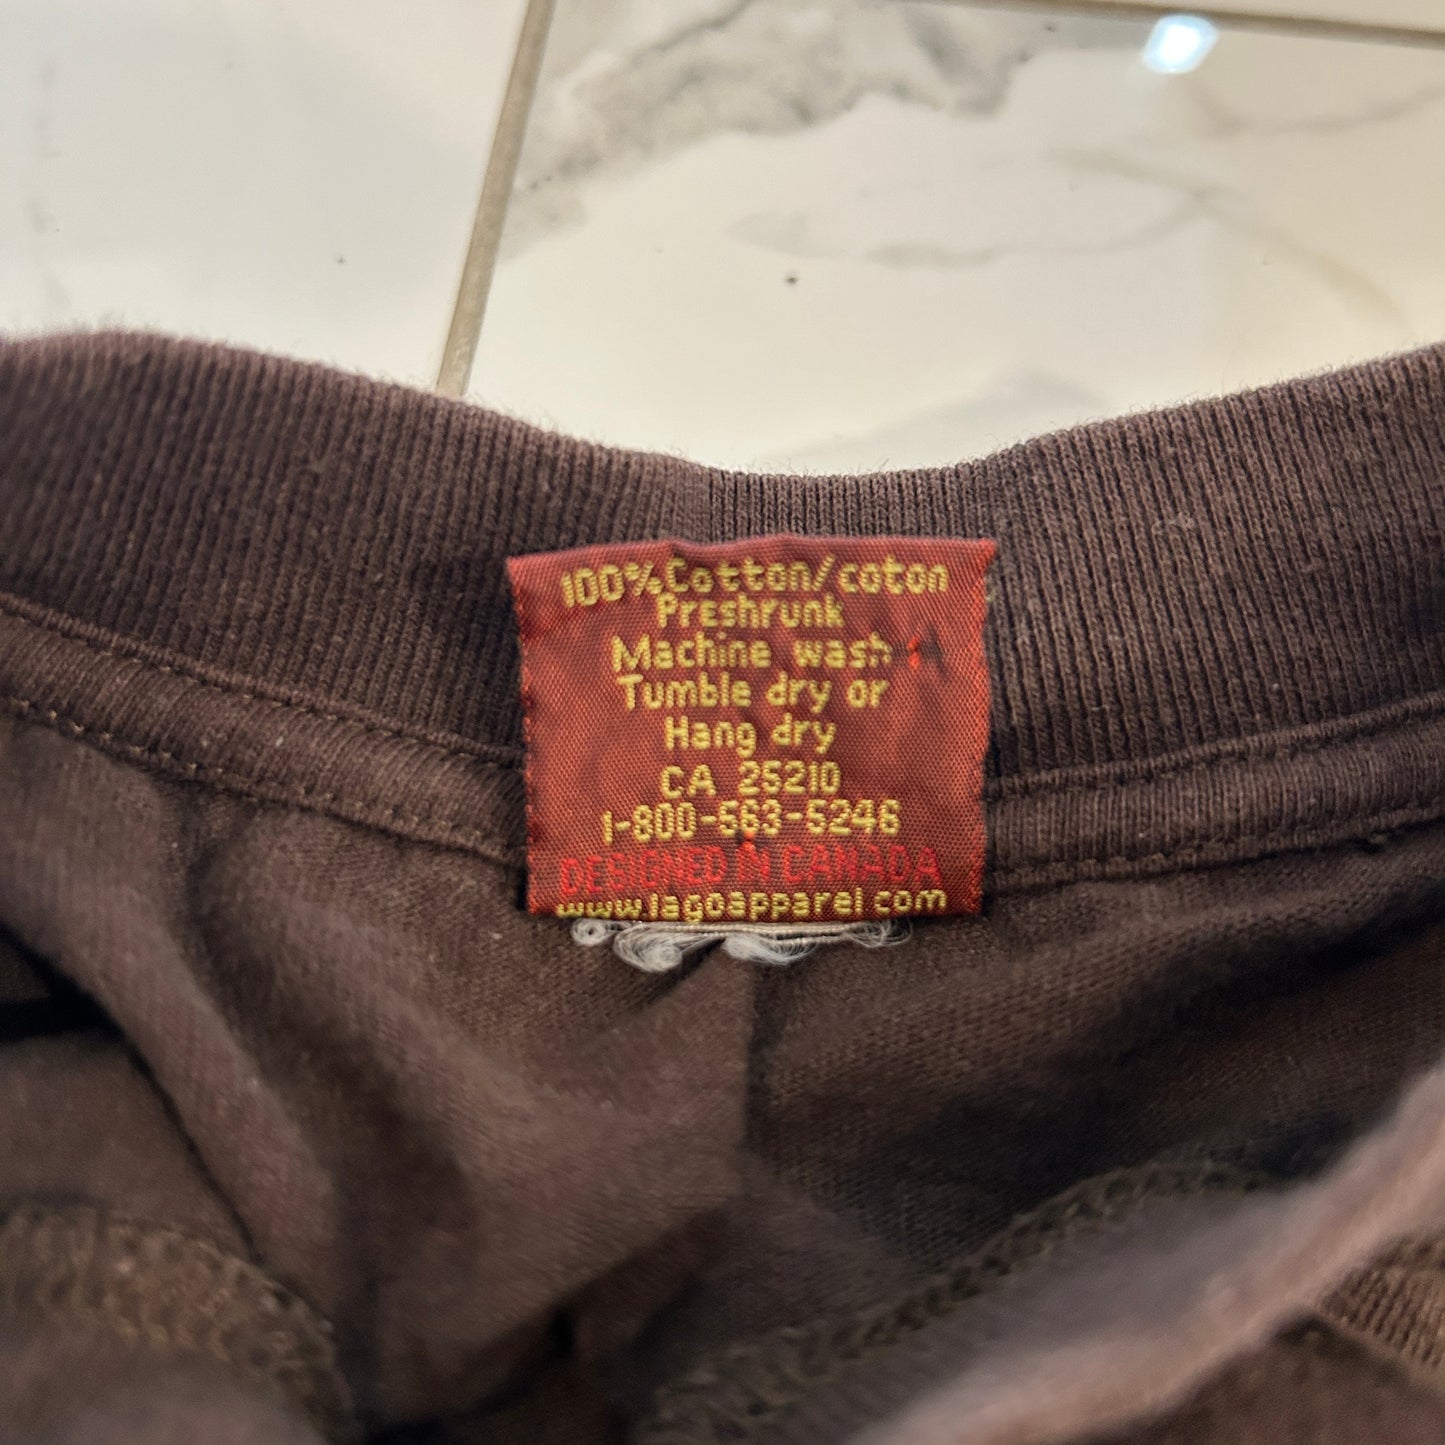 100% Cotton/coton
Preshrunk
Machine wash
Tumble dry or
Hang dry
CA 25210
1-800-563-5246
DESIGNED IN CANADA
www.lagoapparel.com